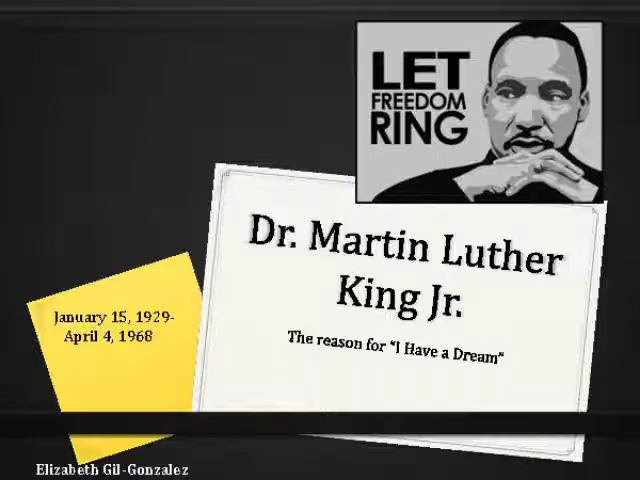 LET
FREEDOM
RING
Dr. Martin Luther
King Jr.
The reason for "I Have a Dream"
January 15, 1929-
April 4, 1968
Elizabeth Gil-Gonzalez